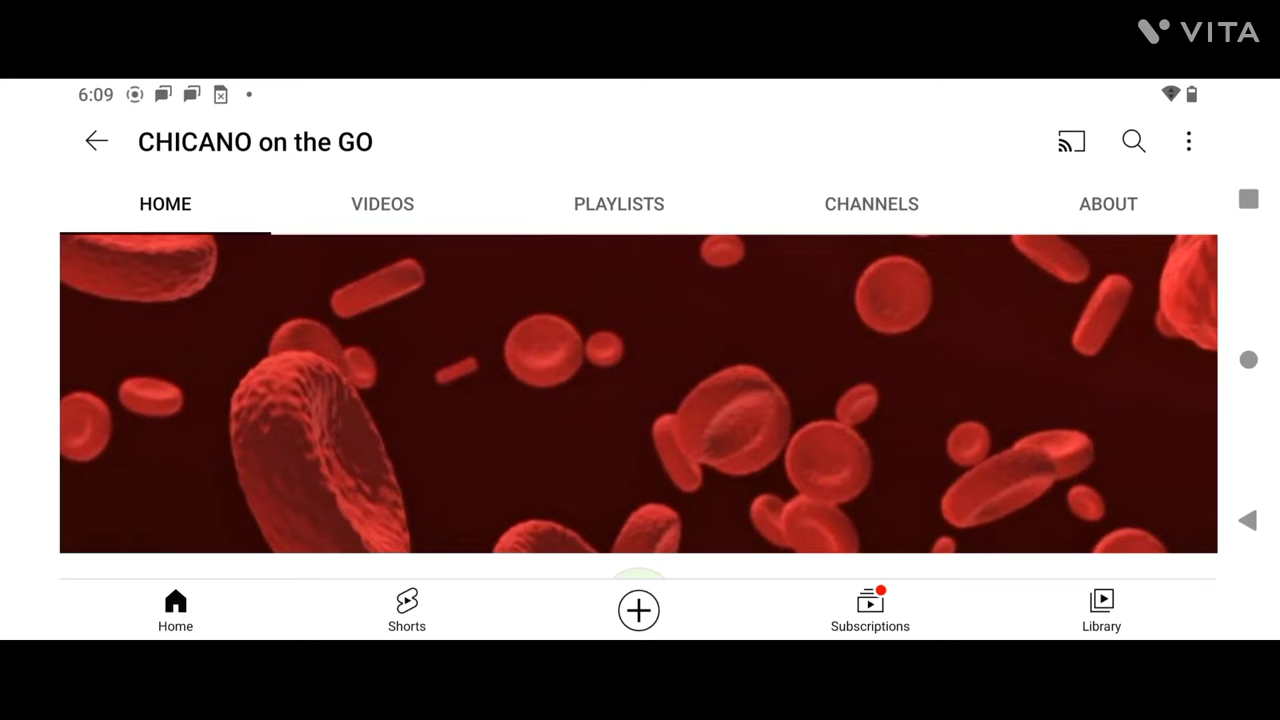 VITA
6:09
CHICANO on the GO
HOME VIDEOS PLAYLISTS CHANNELS ABOUT
Home Shorts Subscriptions Library